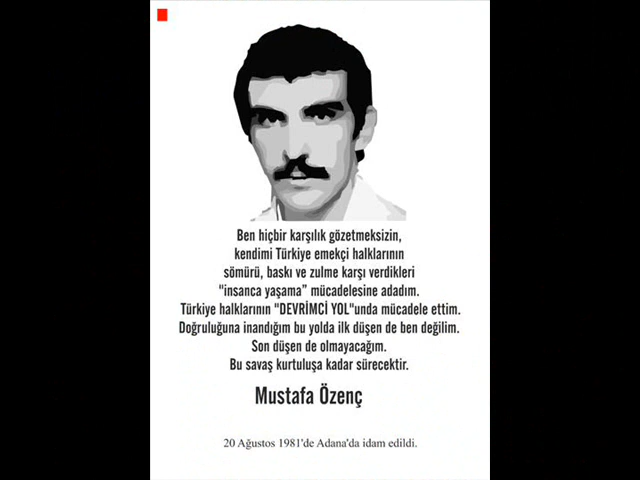 Ben hiçbir karşılık gözetmeksizin,
kendimi Türkiye emekçi halklarının
sömürü, baskı ve zulme karşı verdikleri
"insanca yaşama” mücadelesine adadım.
Türkiye halklarının "DEVRİMCİ YOL"unda mücadele ettim.
Doğruluğuna inandığım bu yolda ilk düşen de ben değilim.
Son düşen de olmayacağım.
Bu savaş kurtuluşa kadar sürecektir.
Mustafa Özenç
20 Ağustos 1981'de Adana'da idam edildi.